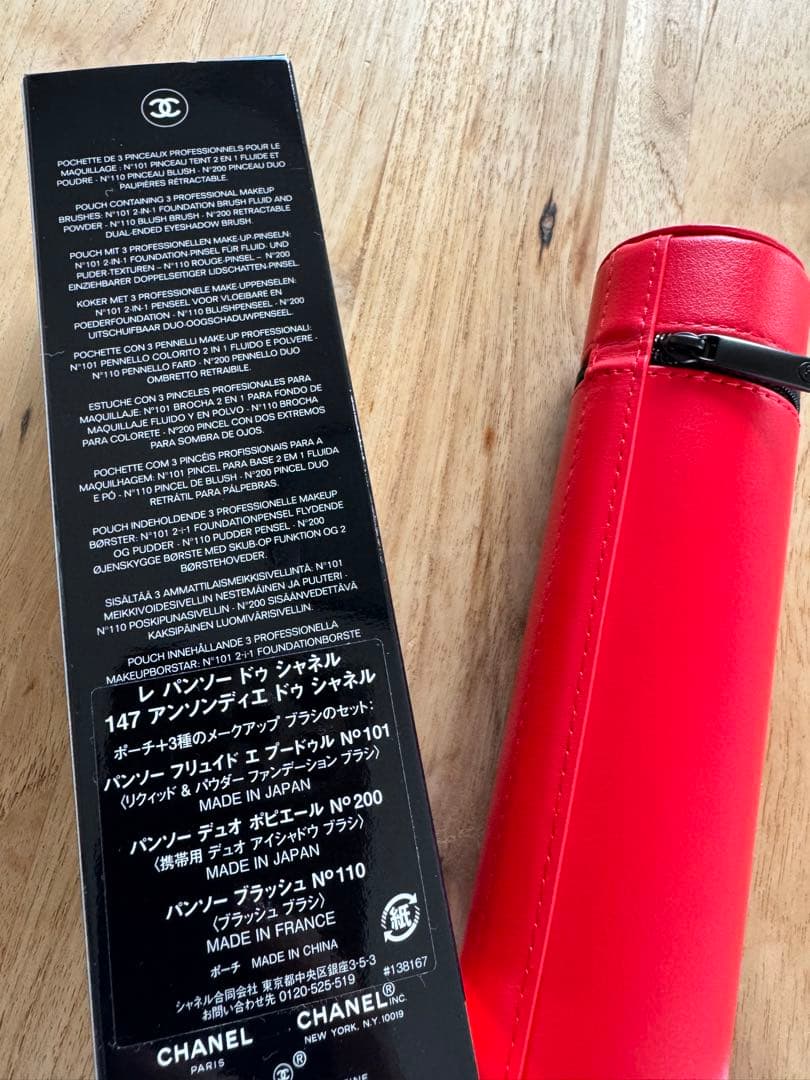 POCHETTE DE 3 PINCEAUX PROFESSIONNELS POUR LE
MAQUILLAGE : N°101 PINCEAU TEINT 2 EN 1 FLUIDE ET
POUDRE - N°110 PINCEAU BLUSH - N°200 PINCEAU DUO
PAUPIÈRES RÉTRACTABLE.
POUCH CONTAINING 3 PROFESSIONAL MAKEUP
BRUSHES: N°101 2-IN-1 FOUNDATION BRUSH FLUID AND
POWDER - N°110 BLUSH BRUSH - N°200 RETRACTABLE
DUAL-ENDED EYESHADOW BRUSH.
POUCH MIT 3 PROFESSIONELLEN MAKE-UP-PINSELN:
N°101 2-IN-1 FOUNDATION-PINSEL FÜR FLUID- UND
PUDER-TEXTUREN – N°110 ROUGE-PINSEL – N°200
EINZIEHBARER DOPPELSEITIGER LIDSCHATTEN-PINSEL
KOKER MET 3 PROFESSIONELE MAKE-UPPENSELEN:
N°101 2-IN-1 PENSEEL VOOR VLOEIBARE EN
POEDERFOUNDATION - N°110 BLUSHPENSEEL - N°200
UITSCHUIFBAAR DUO-OOGSCHADUWPENSEEL.
POCHETTE CON 3 PENNELLI MAKE-UP PROFESSIONALI:
N°101 PENNELLO COLORITO 2 IN 1 FLUIDO E POLVERE -
N°110 PENNELLO FARD - N°200 PENNELLO DUO
OMBRETTO RETRAIBILE.
ESTUCHE CON 3 PINCELES PROFESIONALES PARA
MAQUILLAJE: N°101 BROCHA 2 EN 1 PARA FONDO DE
MAQUILLAJE FLUIDO Y EN POLVO - N°110 BROCHA
PARA COLORETE - Nº200 PINCEL CON DOS EXTREMOS
PARA SOMBRA DE OJOS.
POCHETTE COM 3 PINCÉIS PROFISSIONAIS PARA A
MAQUILHAGEM: N°101 PINCEL PARA BASE 2 EM 1 FLUIDA
E PÓ - N°110 PINCEL DE BLUSH - N°200 PINCEL DUO
RETRÁTIL PARA PÁLPEBRAS.
POUCH INDEHOLDENDE 3 PROFESSIONELLE MAKEUP
BØRSTER: N°101 2-i-1 FOUNDATIONPENSEL FLYDENDE
OG PUDDER - N°110 PUDDER PENSEL - N°200
ØJENSKYGGE BØRSTE MED SKUB-OP FUNKTION OG 2
BØRSTEHOVEDER.
SISÄLTÄÄ 3 AMMATTILAISMEIKKISIVELLINTÄ: N°101
MEIKKIVOIDESIVELLIN NESTEMÄINEN JA PUUTERI -
N°110 POSKIPUNASIVELLIN - N°200 SISÄÄNVEDETTÄVÄ
KAKSIPÄINEN LUOMIVÄRISIVELLIN.
POUCH INNEHÅLLANDE 3 PROFESSIONELLA
MAKEUPBORSTAR: N°101 2-i-1 FOUNDATIONBORSTE
レ パンソー ドゥ シャネル
147 アンソンディエ ドゥ シャネル
ポーチ+3種のメークアップ ブラシのセット:
パンソー フリュイド エ プードゥル Nº101
〈リクィッド & パウダー ファンデーション ブラシ〉
MADE IN JAPAN
パンソー デュオ ポピエール Nº200
〈携帯用 デュオ アイシャドウ ブラシ〉
MADE IN JAPAN
パンソー ブラッシュ Nº110
〈ブラッシュ ブラシ〉
MADE IN FRANCE
紙
ポーチ MADE IN CHINA
シャネル合同会社 東京都中央区銀座3-5-3
お問い合わせ先 0120-525-519 #138167
CHANEL CHANEL® INC.
PARIS NEW YORK, N.Y. 10019
®